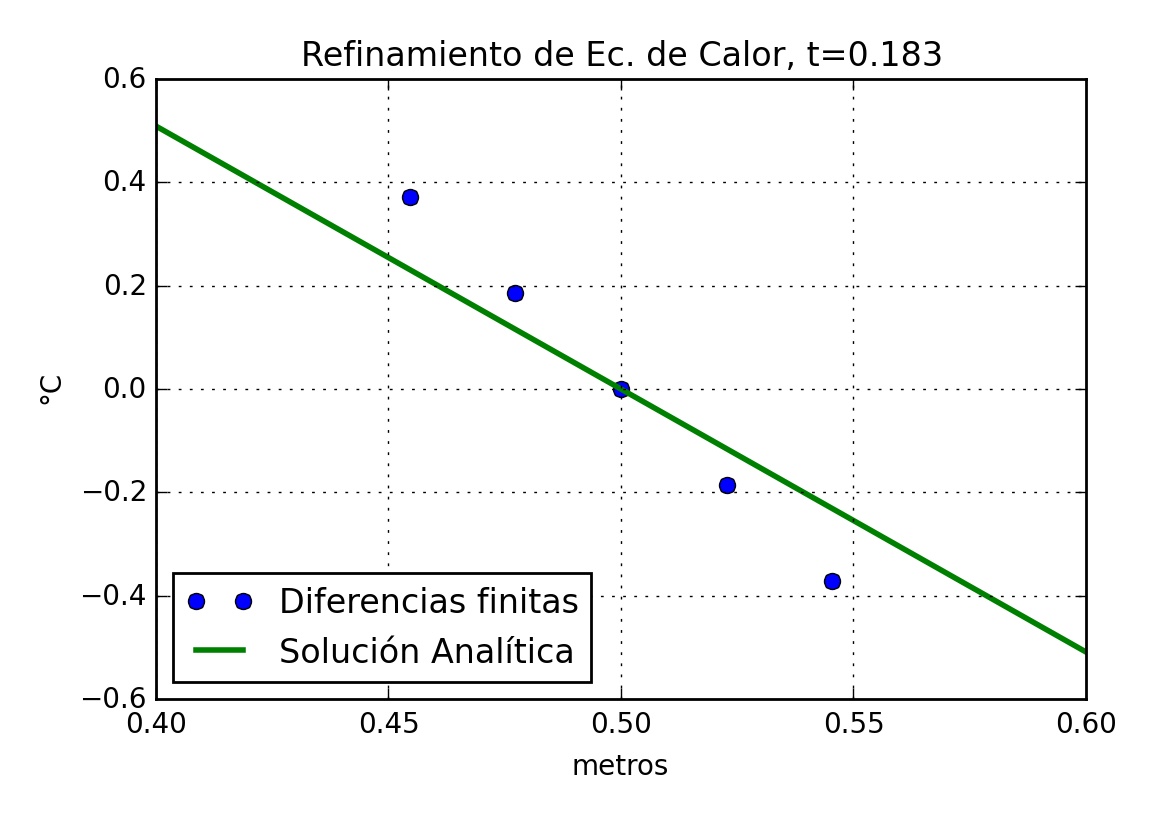 Refinamiento de Ec. de Calor, t=0.183
0.6
0.4
0.2
0.0
−0.2
−0.4
−0.6
°C
Diferencias finitas
Solución Analítica
0.40 0.45 0.50 0.55 0.60
metros